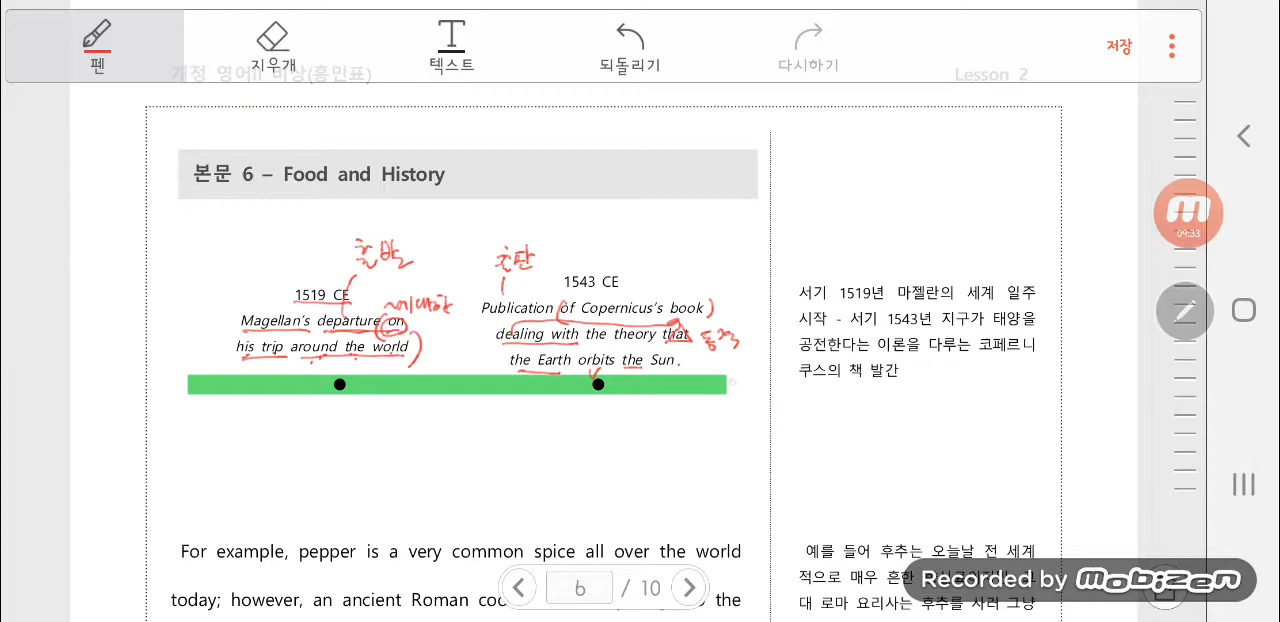 펜
지우개
텍스트
되돌리기
다시하기
저장
개정 영어II 비상(홍민표)
Lesson 2
본문 6 – Food and History
출발
출판
1519 CE
1543 CE
~에 대한
Magellan's departure on
his trip around the world
Publication of Copernicus's book
dealing with the theory that
동격
the Earth orbits the Sun.
서기 1519년 마젤란의 세계 일주
시작 - 서기 1543년 지구가 태양을
공전한다는 이론을 다루는 코페르니
쿠스의 책 발간
09:33
For example, pepper is a very common spice all over the world
today; however, an ancient Roman the
예를 들어 후추는 오늘날 전 세계
적으로 매우 흔한
대 로마 요리사는 후추를 사러 그냥
6 / 10
Recorded by mobizen